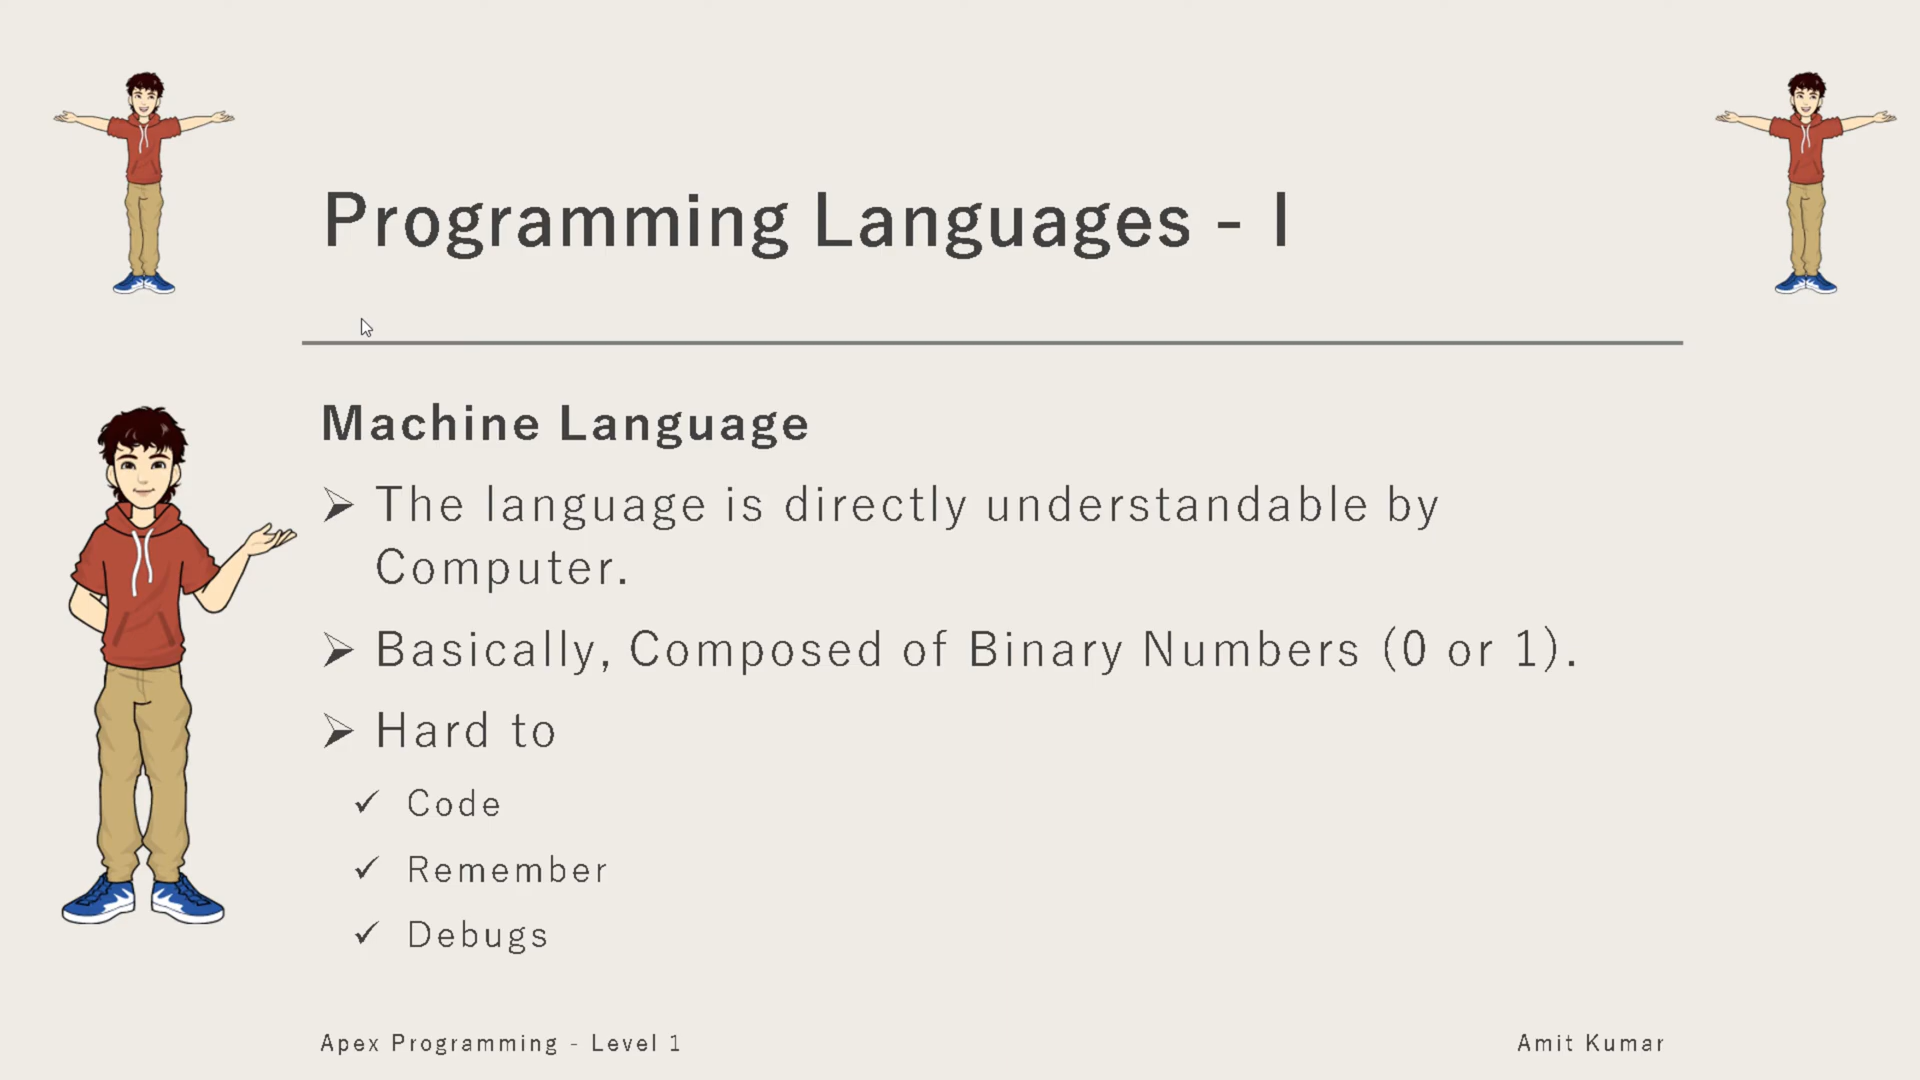 Programming Languages - I
Machine Language
The language is directly understandable by
Computer.
Basically, Composed of Binary Numbers (0 or 1).
Hard to
Code
Remember
Debugs
Apex Programming - Level 1
Amit Kumar